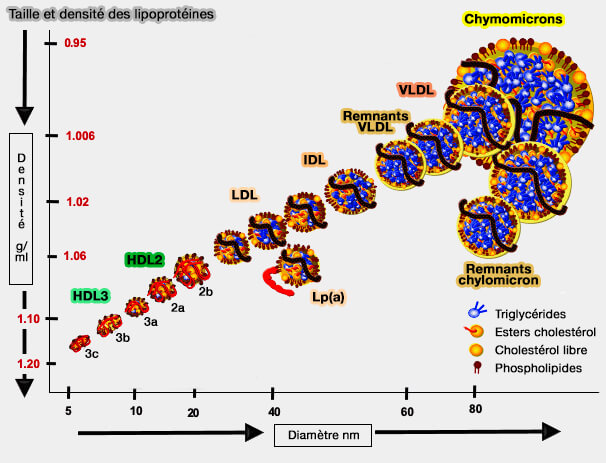 Taille et densité des lipoprotéines
Chymomicrons
0.95
VLDL
Remnants
VLDL
1.006
Densité
g/
ml
IDL
LDL
1.02
HDL2
1.06
Remnants
chylomicron
HDL3
2b
Lp(a)
2a
3a
3b
3c
1.10
1.20
Triglycérides
Esters cholestérol
Cholestérol libre
Phospholipides
5
10
20
40
60
80
Diamètre nm